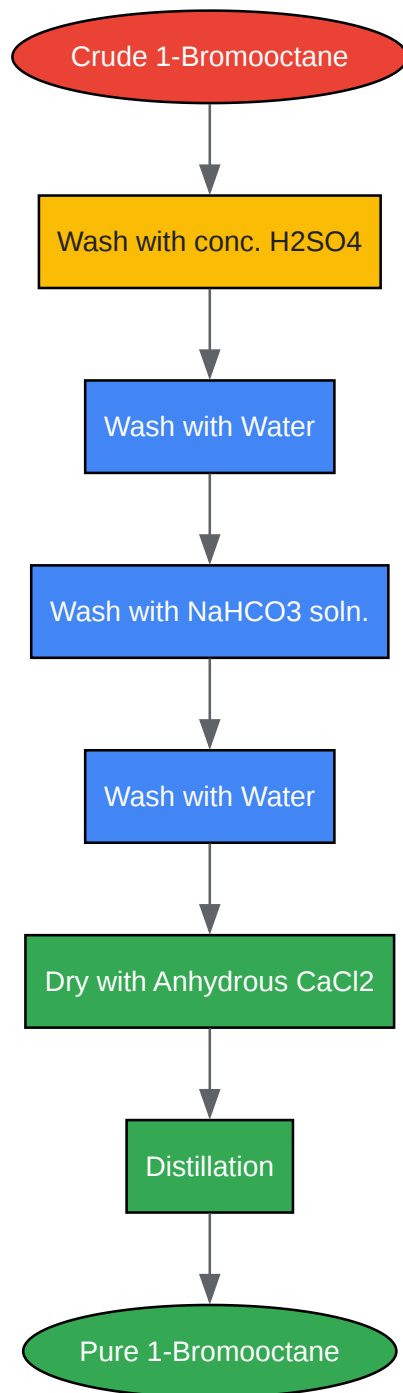 Crude 1-Bromooctane
Wash with conc. H2SO4
Wash with Water
Wash with NaHCO3 soln.
Wash with Water
Dry with Anhydrous CaCl2
Distillation
Pure 1-Bromooctane